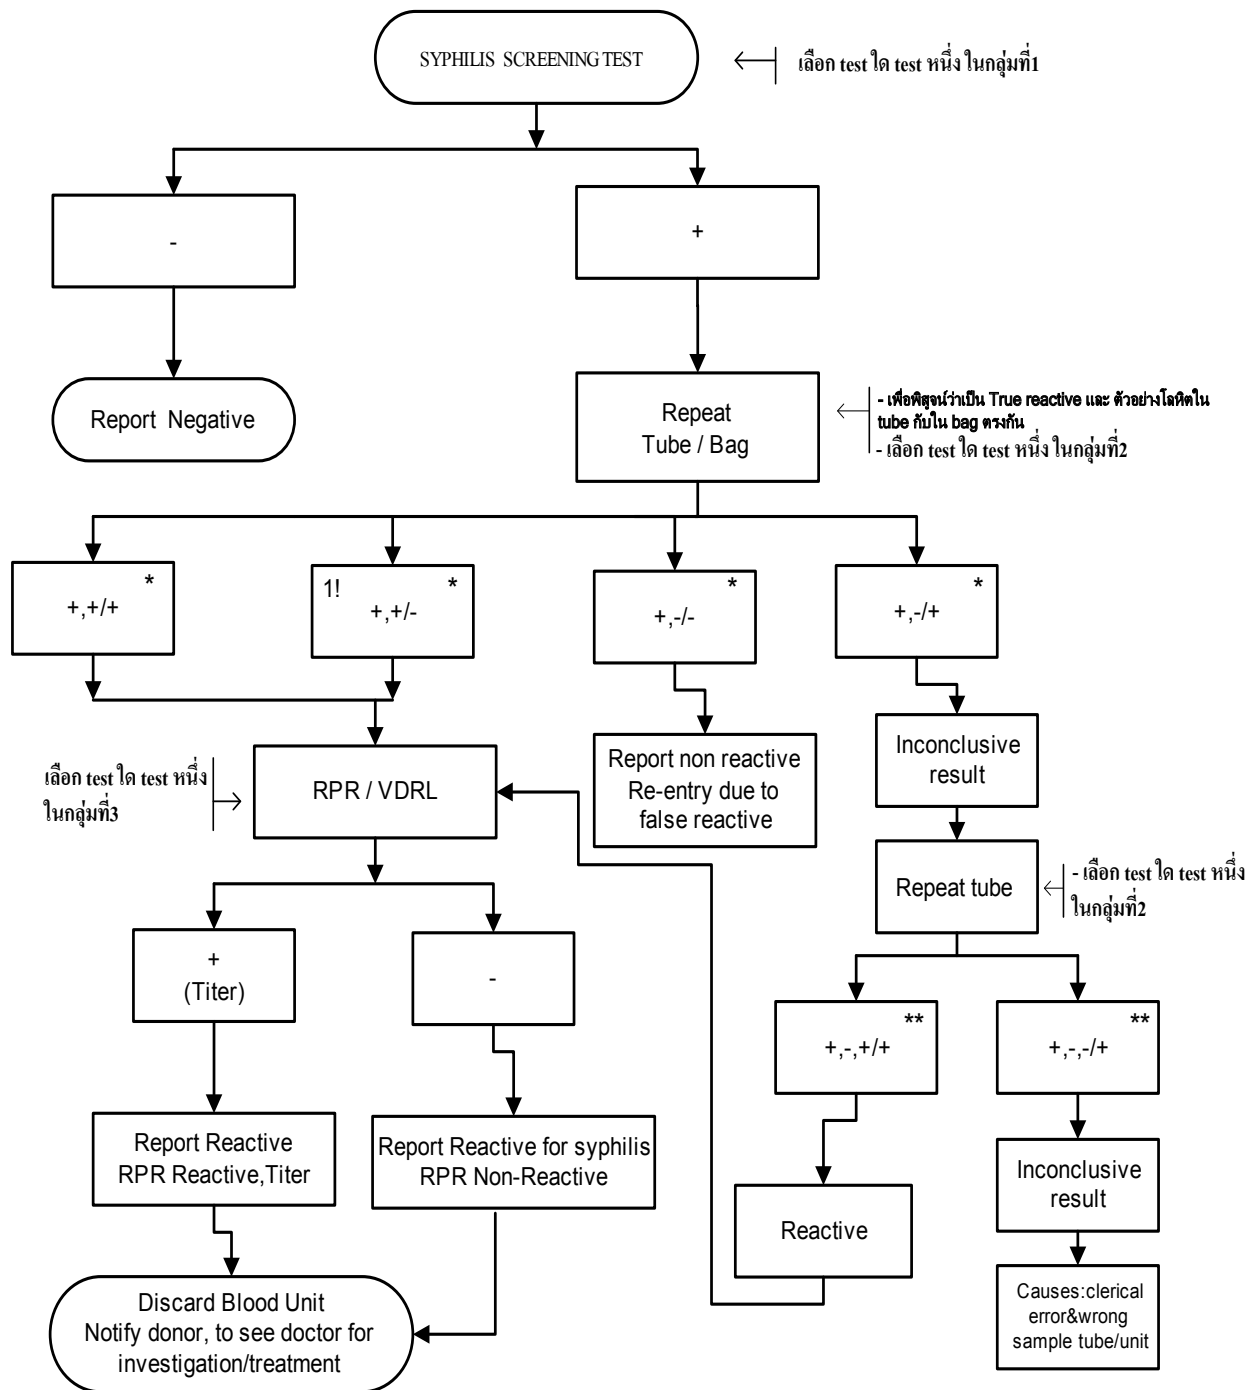 SYPHILIS SCREENING TEST
เลือก test ใด test หนึ่ง ในกลุ่มที่1
-
+
Report Negative
Repeat
Tube / Bag
- เพื่อพิสูจน์ว่าเป็น True reactive และ ตัวอย่างโลหิตใน
tube กับใน bag ตรงกัน
- เลือก test ใด test หนึ่ง ในกลุ่มที่2
*
+,+/+
1! *
+,+/-
*
+,-/-
*
+,-/+
เลือก test ใด test หนึ่ง
ในกลุ่มที่3
RPR / VDRL
Report non reactive
Re-entry due to
false reactive
Inconclusive
result
Repeat tube
- เลือก test ใด test หนึ่ง
ในกลุ่มที่2
+
(Titer)
-
**
+,-,+/+
**
+,-,-/+
Report Reactive
RPR Reactive,Titer
Report Reactive for syphilis
RPR Non-Reactive
Reactive
Inconclusive
result
Discard Blood Unit
Notify donor, to see doctor for
investigation/treatment
Causes:clerical
error&wrong
sample tube/unit